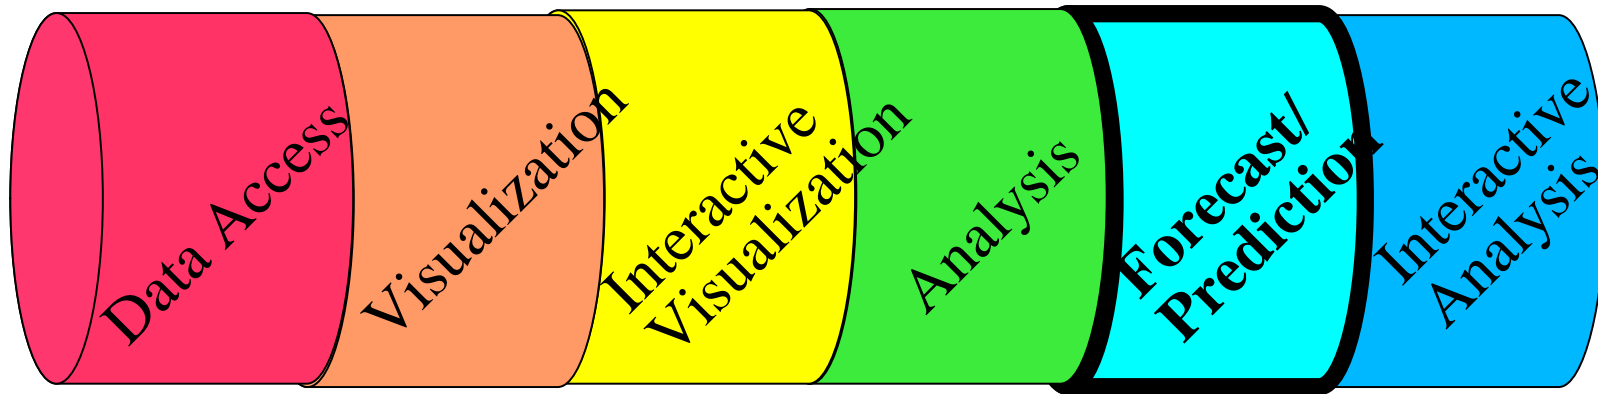 Data Access
Visualization
Interactive
Visualization
Analysis
Forecast/
Prediction
Interactive
Analysis